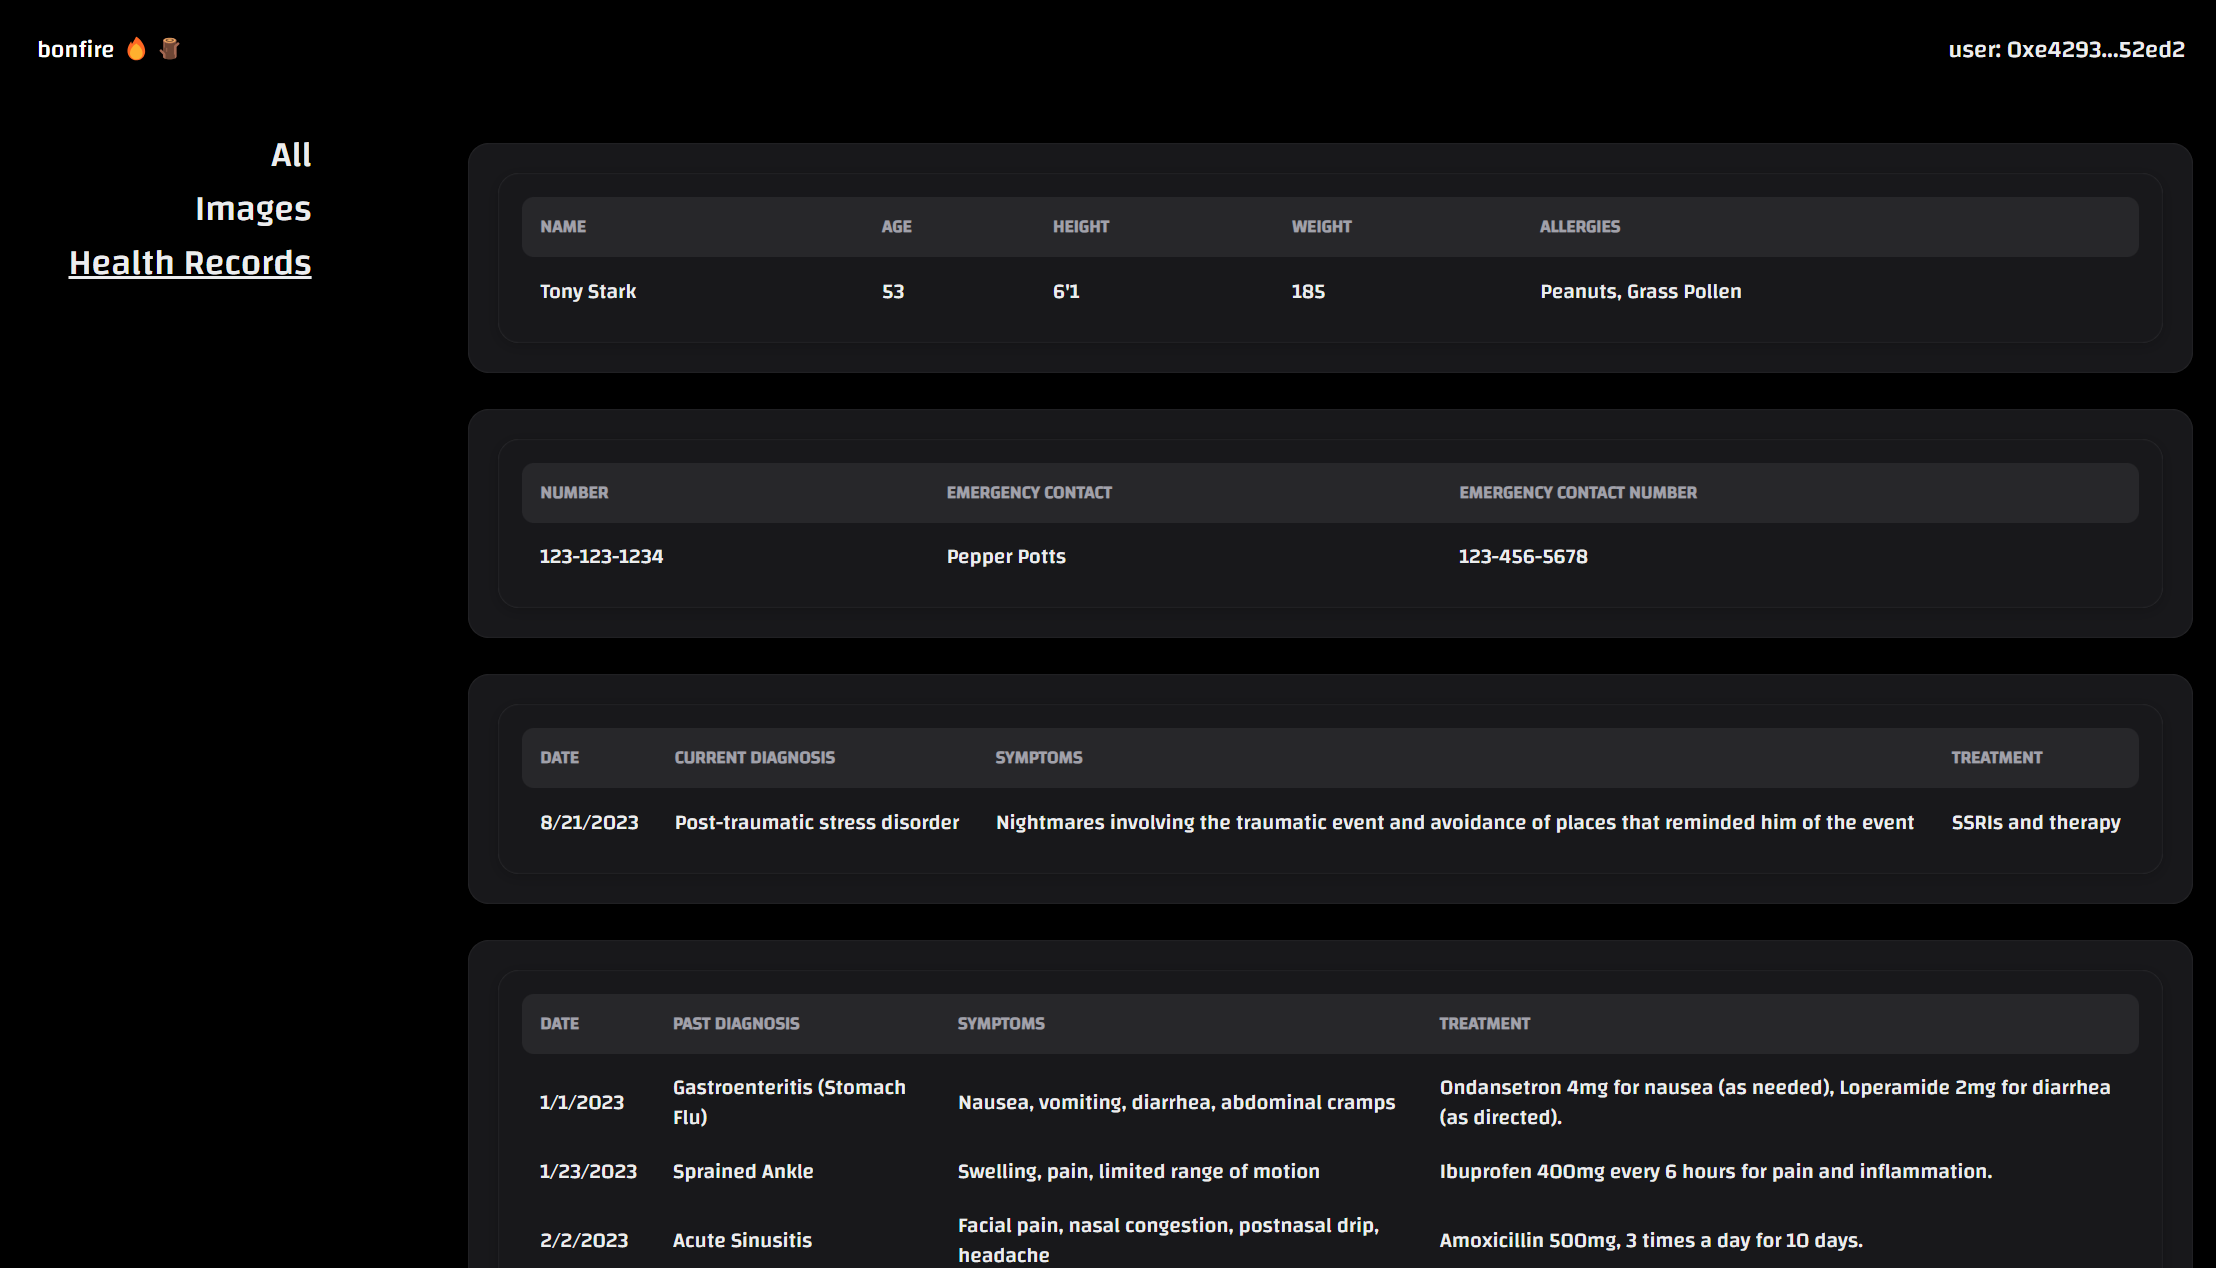 bonfire 🔥 🪵
user: 0xe4293...52ed2
All
Images
Health Records
NAME AGE HEIGHT WEIGHT ALLERGIES
Tony Stark 53 6'1 185 Peanuts, Grass Pollen
NUMBER EMERGENCY CONTACT EMERGENCY CONTACT NUMBER
123-123-1234 Pepper Potts 123-456-5678
DATE CURRENT DIAGNOSIS SYMPTOMS TREATMENT
8/21/2023 Post-traumatic stress disorder Nightmares involving the traumatic event and avoidance of places that reminded him of the event SSRIs and therapy
DATE PAST DIAGNOSIS SYMPTOMS TREATMENT
1/1/2023
Gastroenteritis (Stomach
Flu)
Nausea, vomiting, diarrhea, abdominal cramps
Ondansetron 4mg for nausea (as needed), Loperamide 2mg for diarrhea
(as directed).
1/23/2023 Sprained Ankle Swelling, pain, limited range of motion Ibuprofen 400mg every 6 hours for pain and inflammation.
2/2/2023 Acute Sinusitis
Facial pain, nasal congestion, postnasal drip,
headache
Amoxicillin 500mg, 3 times a day for 10 days.